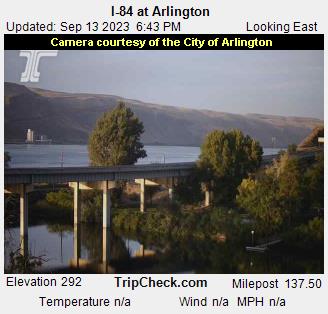 I-84 at Arlington
Updated: Sep 13 2023 6:43 PM Looking East
Camera courtesy of the City of Arlington
Elevation 292 TripCheck.com Milepost 137.50
Temperature n/a Wind n/a MPH n/a